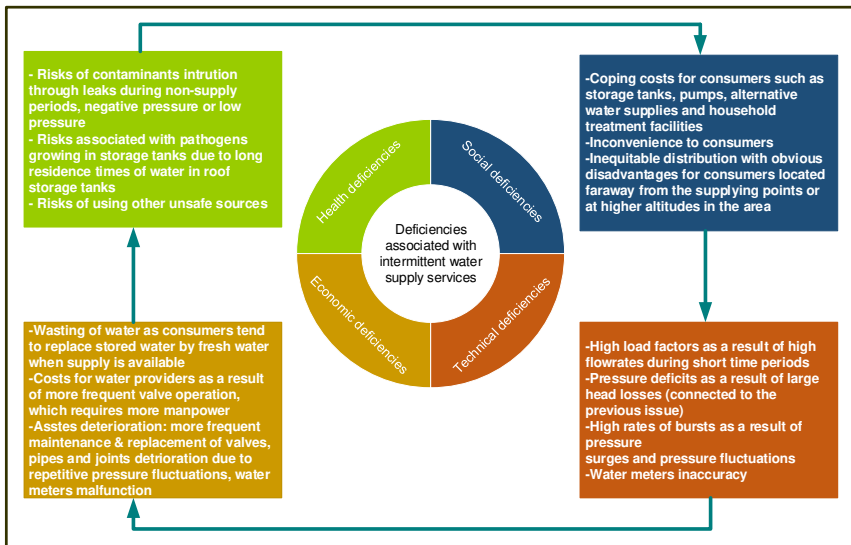 - Risks of contaminants intrution
through leaks during non-supply
periods, negative pressure or low
pressure
- Risks associated with pathogens
growing in storage tanks due to long
residence times of water in roof
storage tanks
- Risks of using other unsafe sources
-Coping costs for consumers such as
storage tanks, pumps, alternative
water supplies and household
treatment facilities
-Inconvenience to consumers
-Inequitable distribution with obvious
disadvantages for consumers located
faraway from the supplying points or
at higher altitudes in the area
Health deficiencies
Social deficiencies
Deficiencies
associated with
intermittent water
supply services
Economic deficiencies
Technical deficiencies
-Wasting of water as consumers tend
to replace stored water by fresh water
when supply is available
-Costs for water providers as a result
of more frequent valve operation,
which requires more manpower
-Asstes deterioration: more frequent
maintenance & replacement of valves,
pipes and joints detrioration due to
repetitive pressure fluctuations, water
meters malfunction
-High load factors as a result of high
flowrates during short time periods
-Pressure deficits as a result of large
head losses (connected to the
previous issue)
-High rates of bursts as a result of
pressure
surges and pressure fluctuations
-Water meters inaccuracy